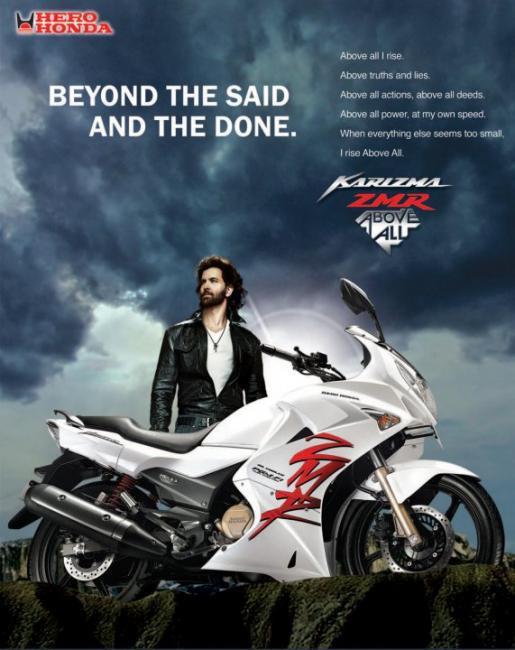 HERO
HONDA
BEYOND THE SAID
AND THE DONE.
Above all I rise.
Above truths and lies.
Above all actions, above all deeds.
Above all power, at my own speed.
When everything else seems too small,
I rise Above All.
KARIZMA
ZMR
ABOVE
ALL
HERO HONDA
ZMR